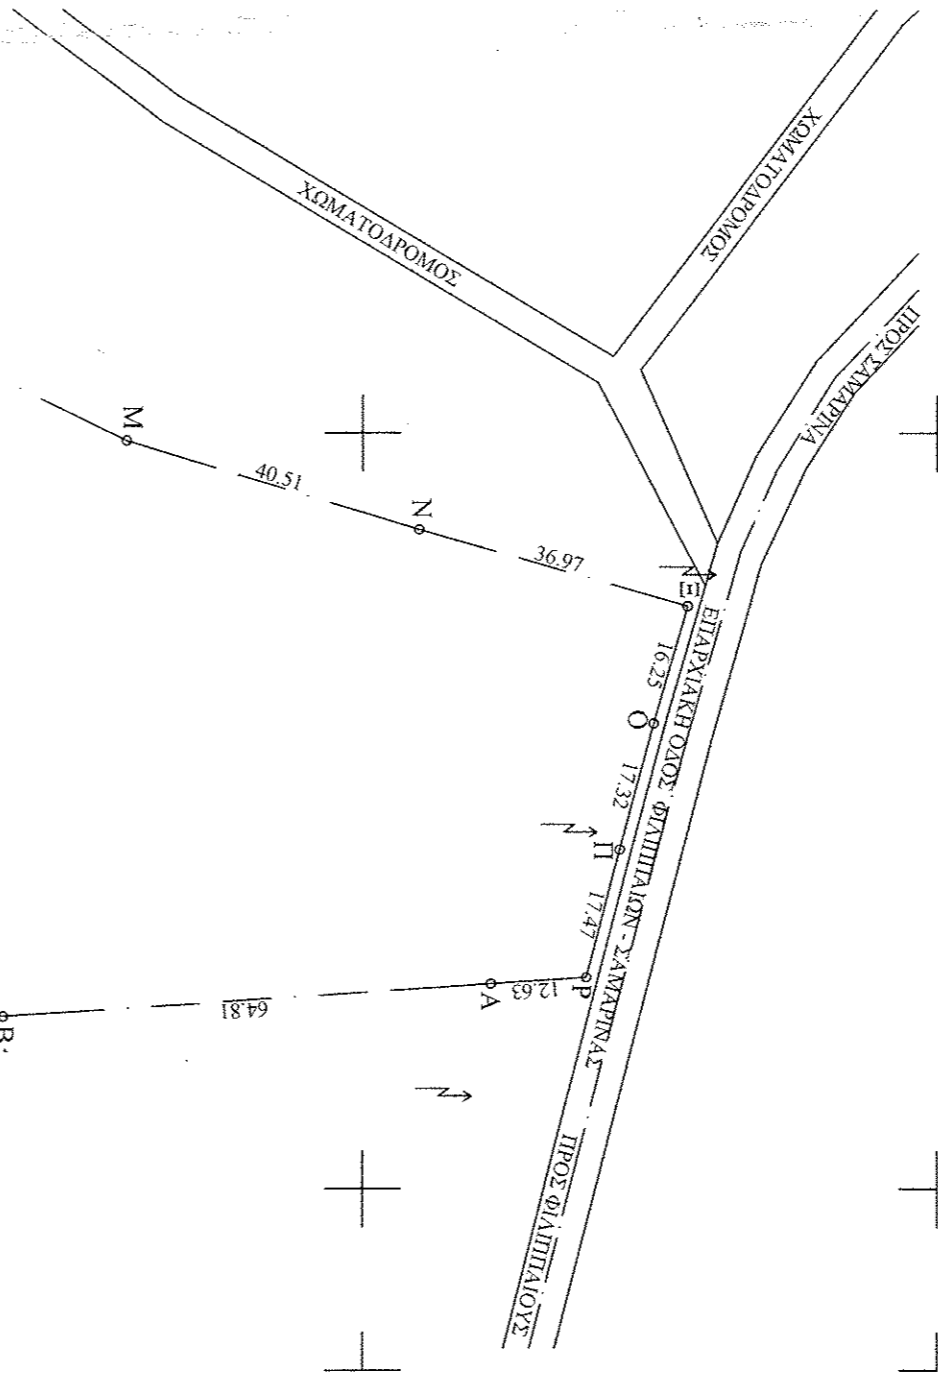 ΧΩΜΑΤΟΔΡΟΜΟΣ
ΧΩΜΑΤΟΔΡΟΜΟΣ
ΠΡΟΣ ΣΑΜΑΡΙΝΑ
Μ
40.51
Ν
36.97
Ξ
16.25
Ο
17.32
Π
17.47
Ρ
12.63
Α
64.81
Β
ΕΠΑΡΧΙΑΚΗ ΟΔΟΣ ΦΙΛΙΠΠΑΙΩΝ - ΣΑΜΑΡΙΝΑΣ
ΠΡΟΣ ΦΙΛΙΠΠΑΙΟΥΣ